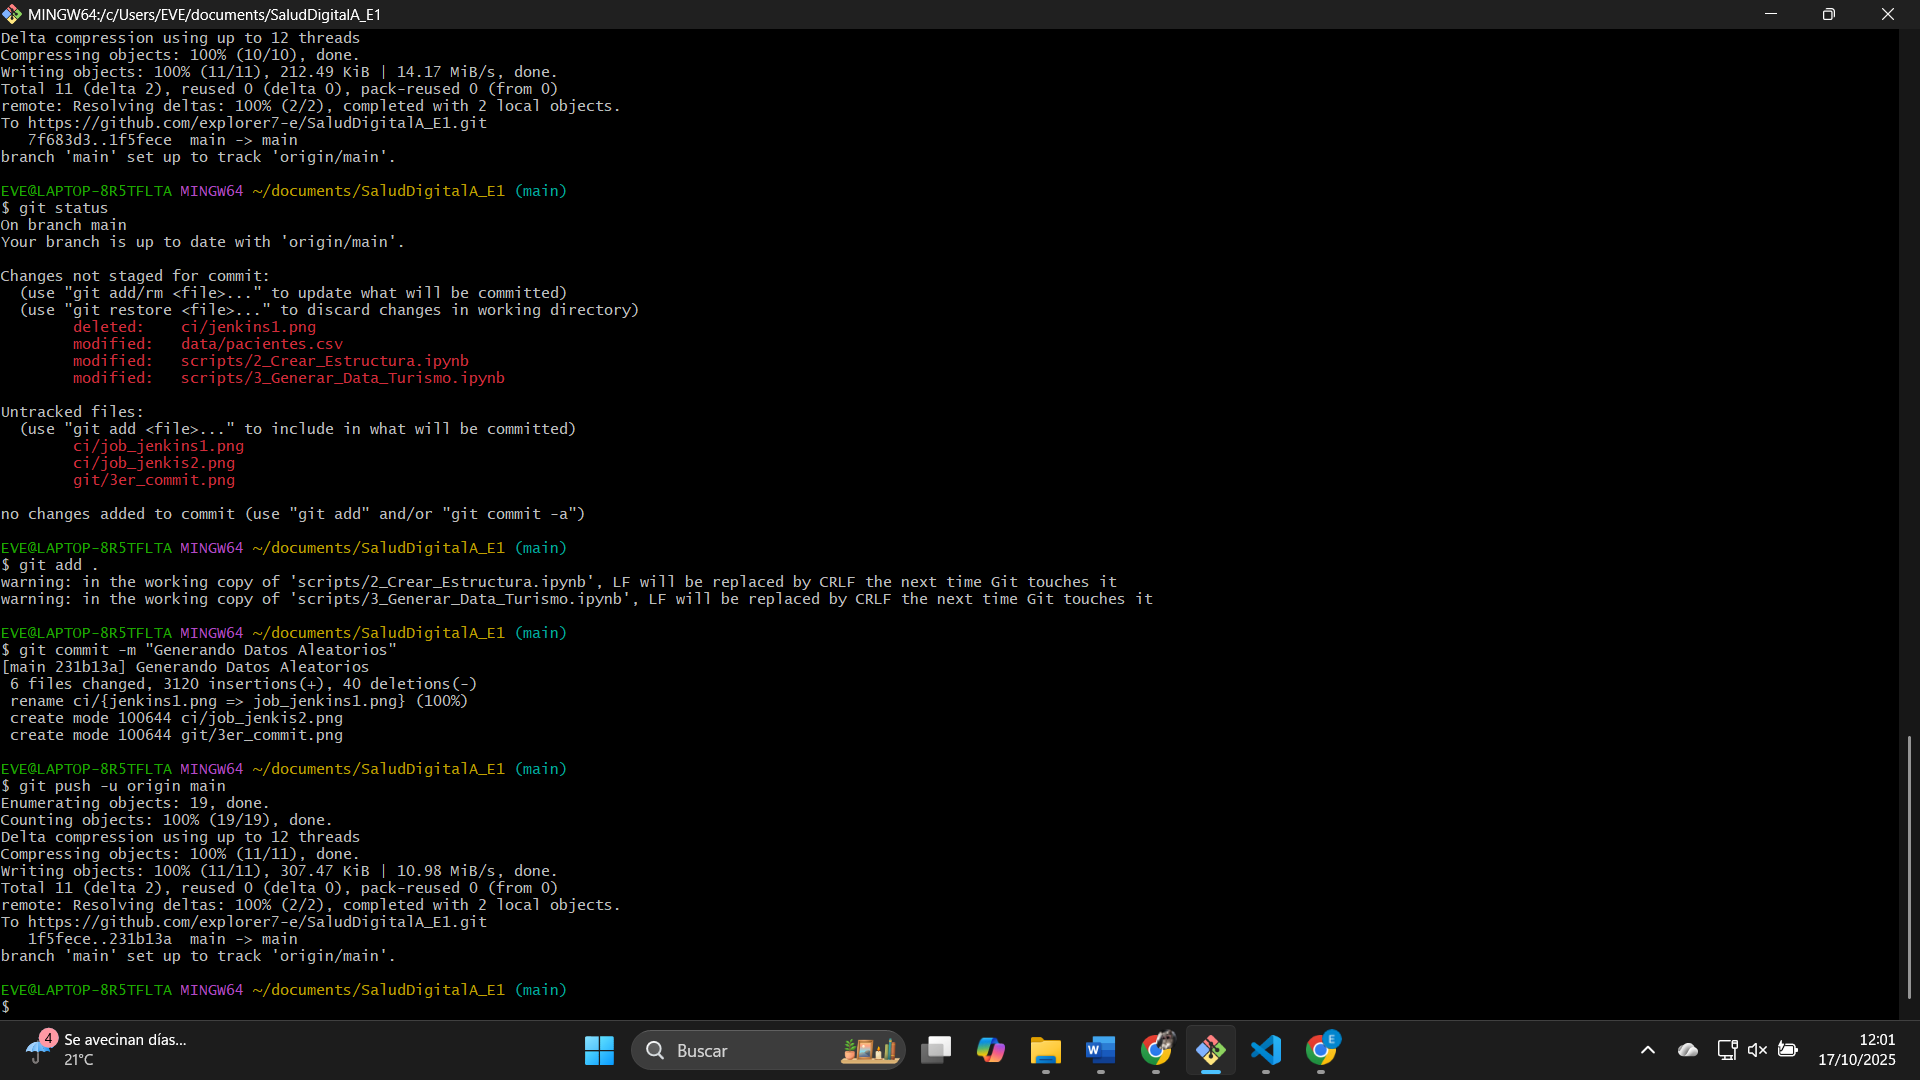 MINGW64:/c/Users/EVE/documents/SaludDigitalA_E1
Delta compression using up to 12 threads
Compressing objects: 100% (10/10), done.
Writing objects: 100% (11/11), 212.49 KiB | 14.17 MiB/s, done.
Total 11 (delta 2), reused 0 (delta 0), pack-reused 0 (from 0)
remote: Resolving deltas: 100% (2/2), completed with 2 local objects.
To https://github.com/explorer7-e/SaludDigitalA_E1.git
   7f683d3..1f5fece  main -> main
branch 'main' set up to track 'origin/main'.
EVE@LAPTOP-8R5TFLTA MINGW64 ~/documents/SaludDigitalA_E1 (main)
$ git status
On branch main
Your branch is up to date with 'origin/main'.
Changes not staged for commit:
  (use "git add/rm <file>..." to update what will be committed)
  (use "git restore <file>..." to discard changes in working directory)
        deleted:    ci/jenkins1.png
        modified:   data/pacientes.csv
        modified:   scripts/2_Crear_Estructura.ipynb
        modified:   scripts/3_Generar_Data_Turismo.ipynb
Untracked files:
  (use "git add <file>..." to include in what will be committed)
        ci/job_jenkins1.png
        ci/job_jenkis2.png
        git/3er_commit.png
no changes added to commit (use "git add" and/or "git commit -a")
EVE@LAPTOP-8R5TFLTA MINGW64 ~/documents/SaludDigitalA_E1 (main)
$ git add .
warning: in the working copy of 'scripts/2_Crear_Estructura.ipynb', LF will be replaced by CRLF the next time Git touches it
warning: in the working copy of 'scripts/3_Generar_Data_Turismo.ipynb', LF will be replaced by CRLF the next time Git touches it
EVE@LAPTOP-8R5TFLTA MINGW64 ~/documents/SaludDigitalA_E1 (main)
$ git commit -m "Generando Datos Aleatorios"
[main 231b13a] Generando Datos Aleatorios
 6 files changed, 3120 insertions(+), 40 deletions(-)
 rename ci/{jenkins1.png => job_jenkins1.png} (100%)
 create mode 100644 ci/job_jenkis2.png
 create mode 100644 git/3er_commit.png
EVE@LAPTOP-8R5TFLTA MINGW64 ~/documents/SaludDigitalA_E1 (main)
$ git push -u origin main
Enumerating objects: 19, done.
Counting objects: 100% (19/19), done.
Delta compression using up to 12 threads
Compressing objects: 100% (11/11), done.
Writing objects: 100% (11/11), 307.47 KiB | 10.98 MiB/s, done.
Total 11 (delta 2), reused 0 (delta 0), pack-reused 0 (from 0)
remote: Resolving deltas: 100% (2/2), completed with 2 local objects.
To https://github.com/explorer7-e/SaludDigitalA_E1.git
   1f5fece..231b13a  main -> main
branch 'main' set up to track 'origin/main'.
EVE@LAPTOP-8R5TFLTA MINGW64 ~/documents/SaludDigitalA_E1 (main)
$
4
Se avecinan días...
21°C
Buscar
W
E
12:01
17/10/2025